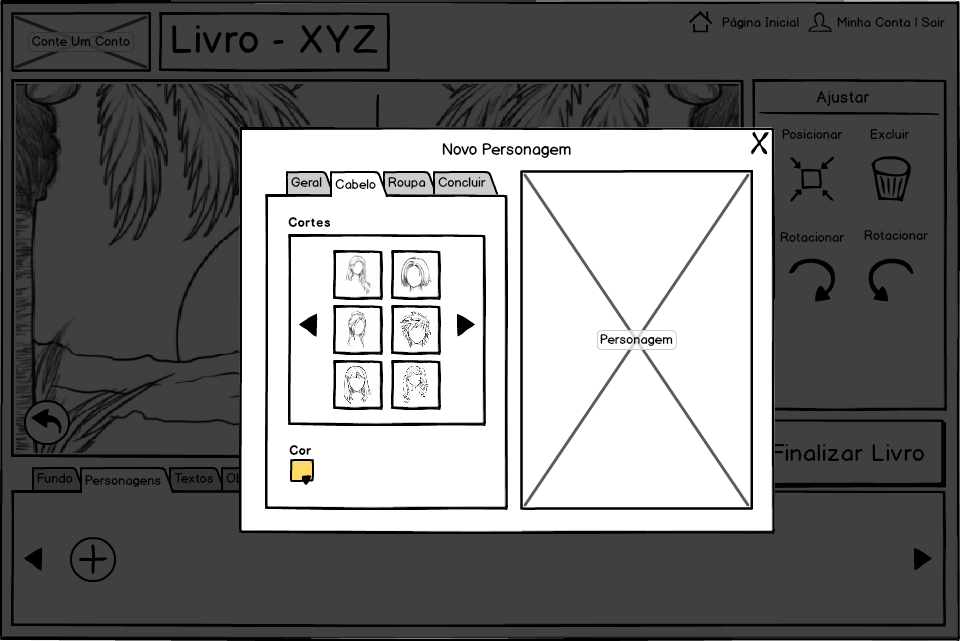 Conte Um Conto
Livro - XYZ
Página Inicial
Minha Conta | Sair
Ajustar
Posicionar
Excluir
Rotacionar
Rotacionar
Novo Personagem
X
Geral
Cabelo
Roupa
Concluir
Cortes
Personagem
Cor
Finalizar Livro
Fundo
Personagens
Textos